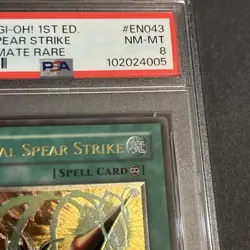 GI-OH! 1ST ED. #EN043
SPEAR STRIKE NM-MT
MATE RARE 8
PSA 102024005
AL SPEAR STRIKE
[SPELL CARD]